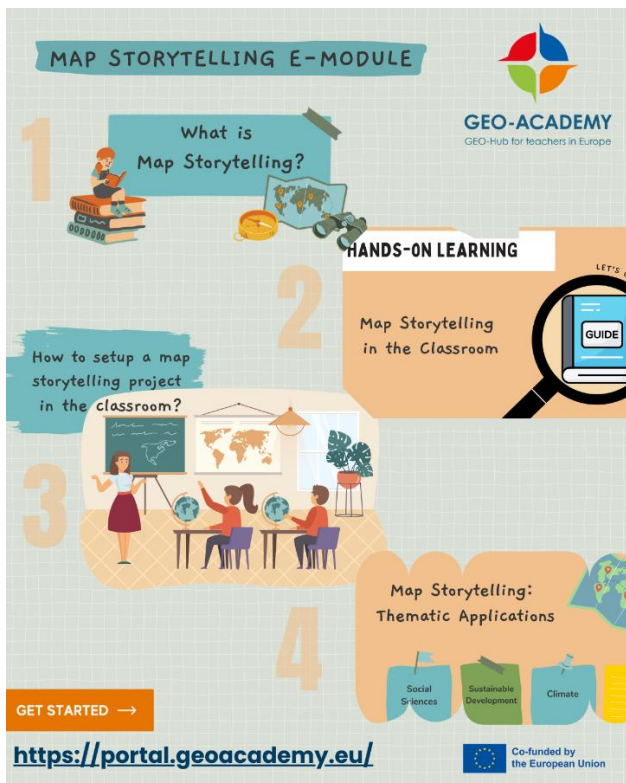 MAP STORYTELLING E-MODULE
GEO-ACADEMY
GEO-Hub for teachers in Europe
1
What is
Map Storytelling?
2
HANDS-ON LEARNING
LET'S
Map Storytelling
in the Classroom
GUIDE
How to setup a map
storytelling project
in the classroom?
3
4
Map Storytelling:
Thematic Applications
Social
Sciences
Sustainable
Development
Climate
GET STARTED →
https://portal.geoacademy.eu/
Co-funded by
the European Union